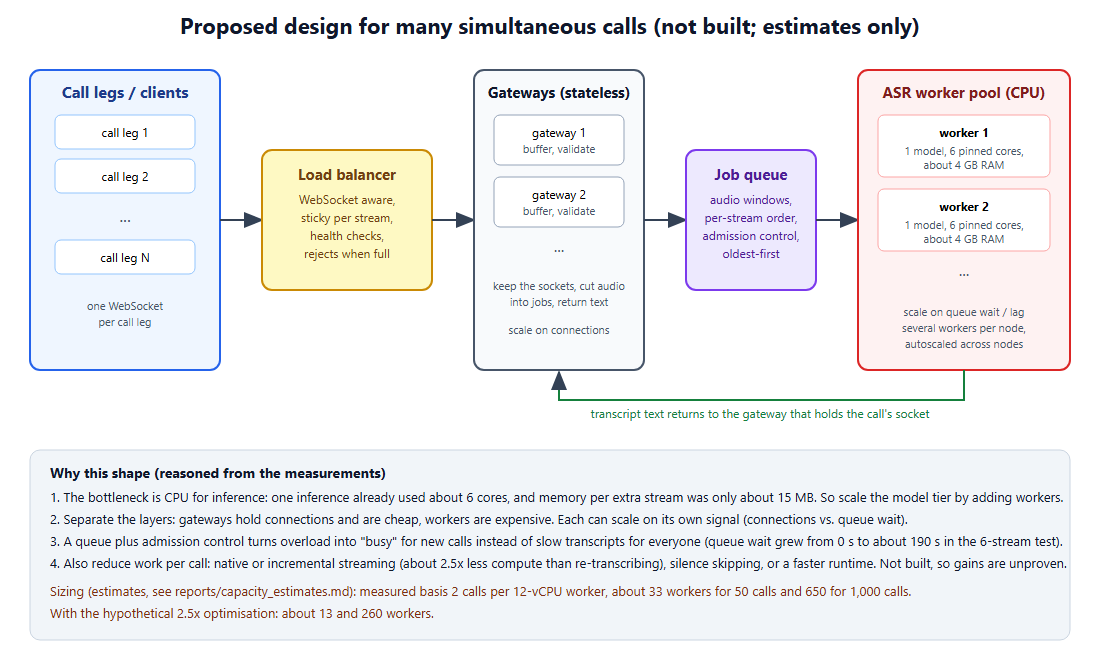 Proposed design for many simultaneous calls (not built; estimates only)
Call legs / clients
call leg 1
call leg 2
...
call leg N
one WebSocket
per call leg
Load balancer
WebSocket aware,
sticky per stream,
health checks,
rejects when full
Gateways (stateless)
gateway 1
buffer, validate
gateway 2
buffer, validate
...
keep the sockets, cut audio
into jobs, return text
scale on connections
Job queue
audio windows,
per-stream order,
admission control,
oldest-first
ASR worker pool (CPU)
worker 1
1 model, 6 pinned cores,
about 4 GB RAM
worker 2
1 model, 6 pinned cores,
about 4 GB RAM
...
scale on queue wait / lag
several workers per node,
autoscaled across nodes
transcript text returns to the gateway that holds the call's socket
Why this shape (reasoned from the measurements)
1. The bottleneck is CPU for inference: one inference already used about 6 cores, and memory per extra stream was only about 15 MB. So scale the model tier by adding workers.
2. Separate the layers: gateways hold connections and are cheap, workers are expensive. Each can scale on its own signal (connections vs. queue wait).
3. A queue plus admission control turns overload into "busy" for new calls instead of slow transcripts for everyone (queue wait grew from 0 s to about 190 s in the 6-stream test).
4. Also reduce work per call: native or incremental streaming (about 2.5x less compute than re-transcribing), silence skipping, or a faster runtime. Not built, so gains are unproven.
Sizing (estimates, see reports/capacity_estimates.md): measured basis 2 calls per 12-vCPU worker, about 33 workers for 50 calls and 650 for 1,000 calls.
With the hypothetical 2.5x optimisation: about 13 and 260 workers.